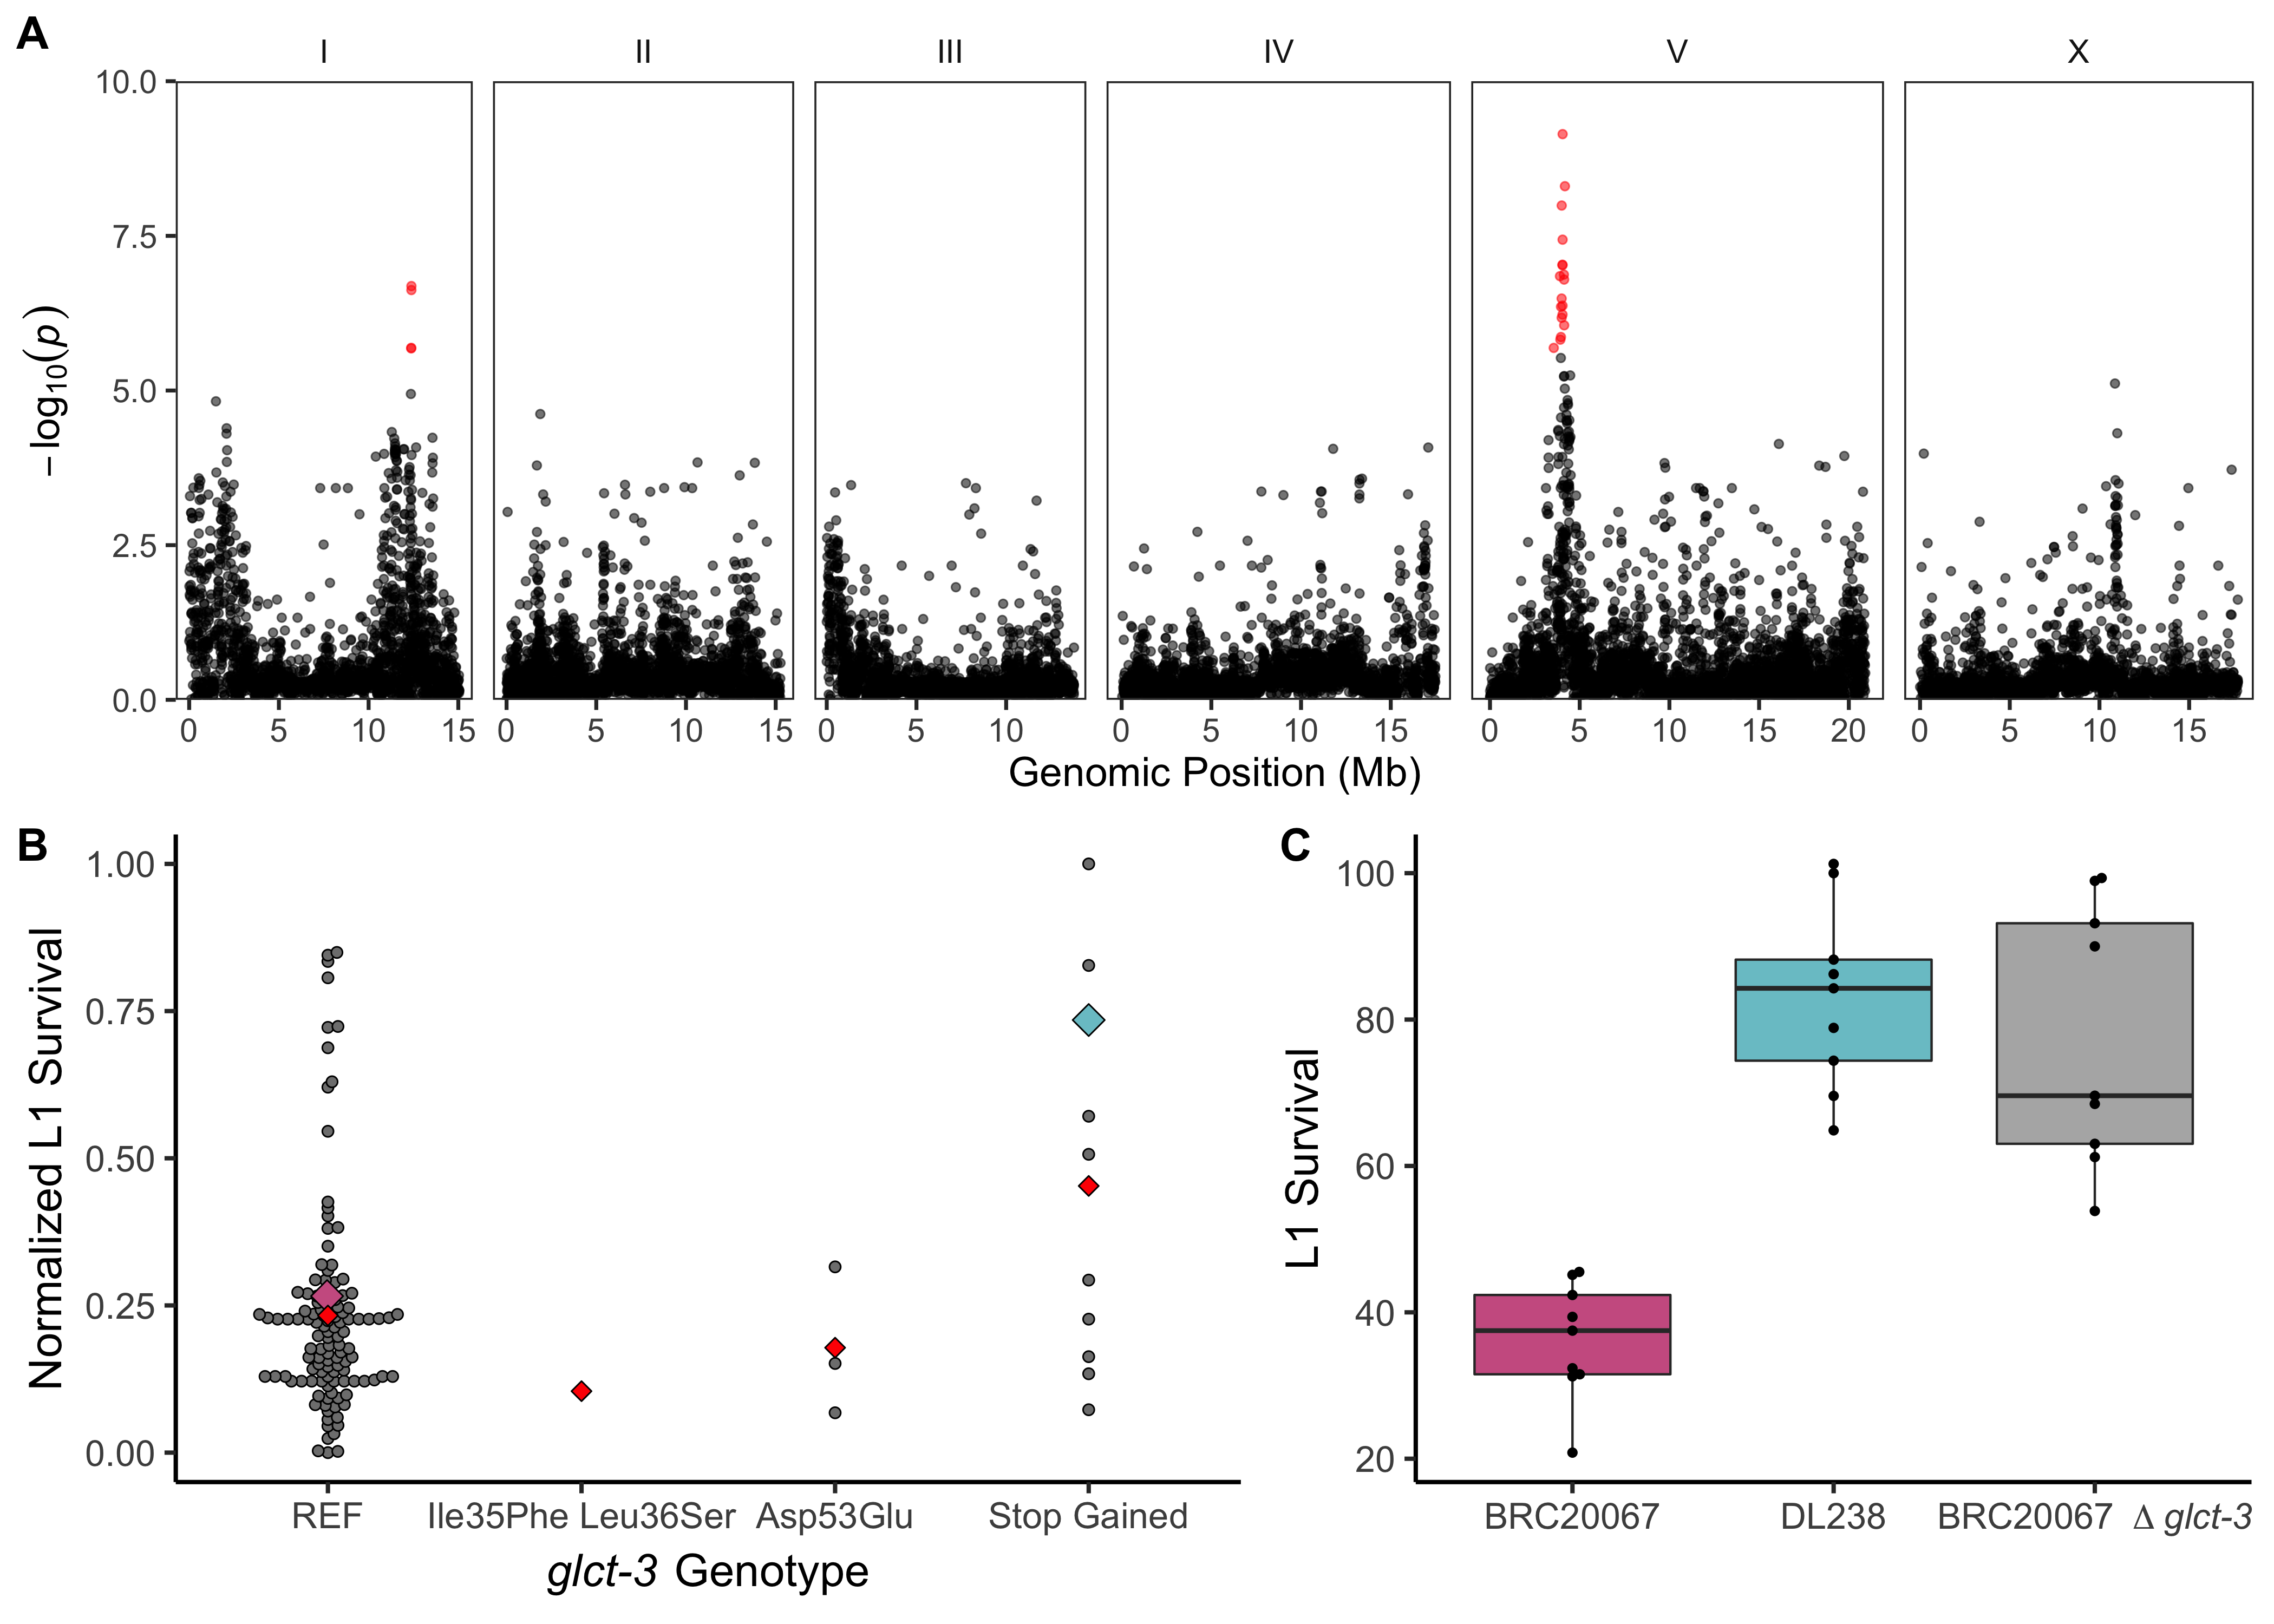 A
I II III IV V X
10.0
7.5
5.0
2.5
0.0
−log10(p)
0 5 10 15 0 5 10 15 0 5 10 0 5 10 15 0 5 10 15 20 0 5 10 15
Genomic Position (Mb)
B
1.00
0.75
0.50
0.25
0.00
Normalized L1 Survival
REF Ile35Phe Leu36Ser Asp53Glu Stop Gained
glct-3 Genotype
C
100
80
60
40
20
L1 Survival
BRC20067 DL238 BRC20067 Δ glct-3